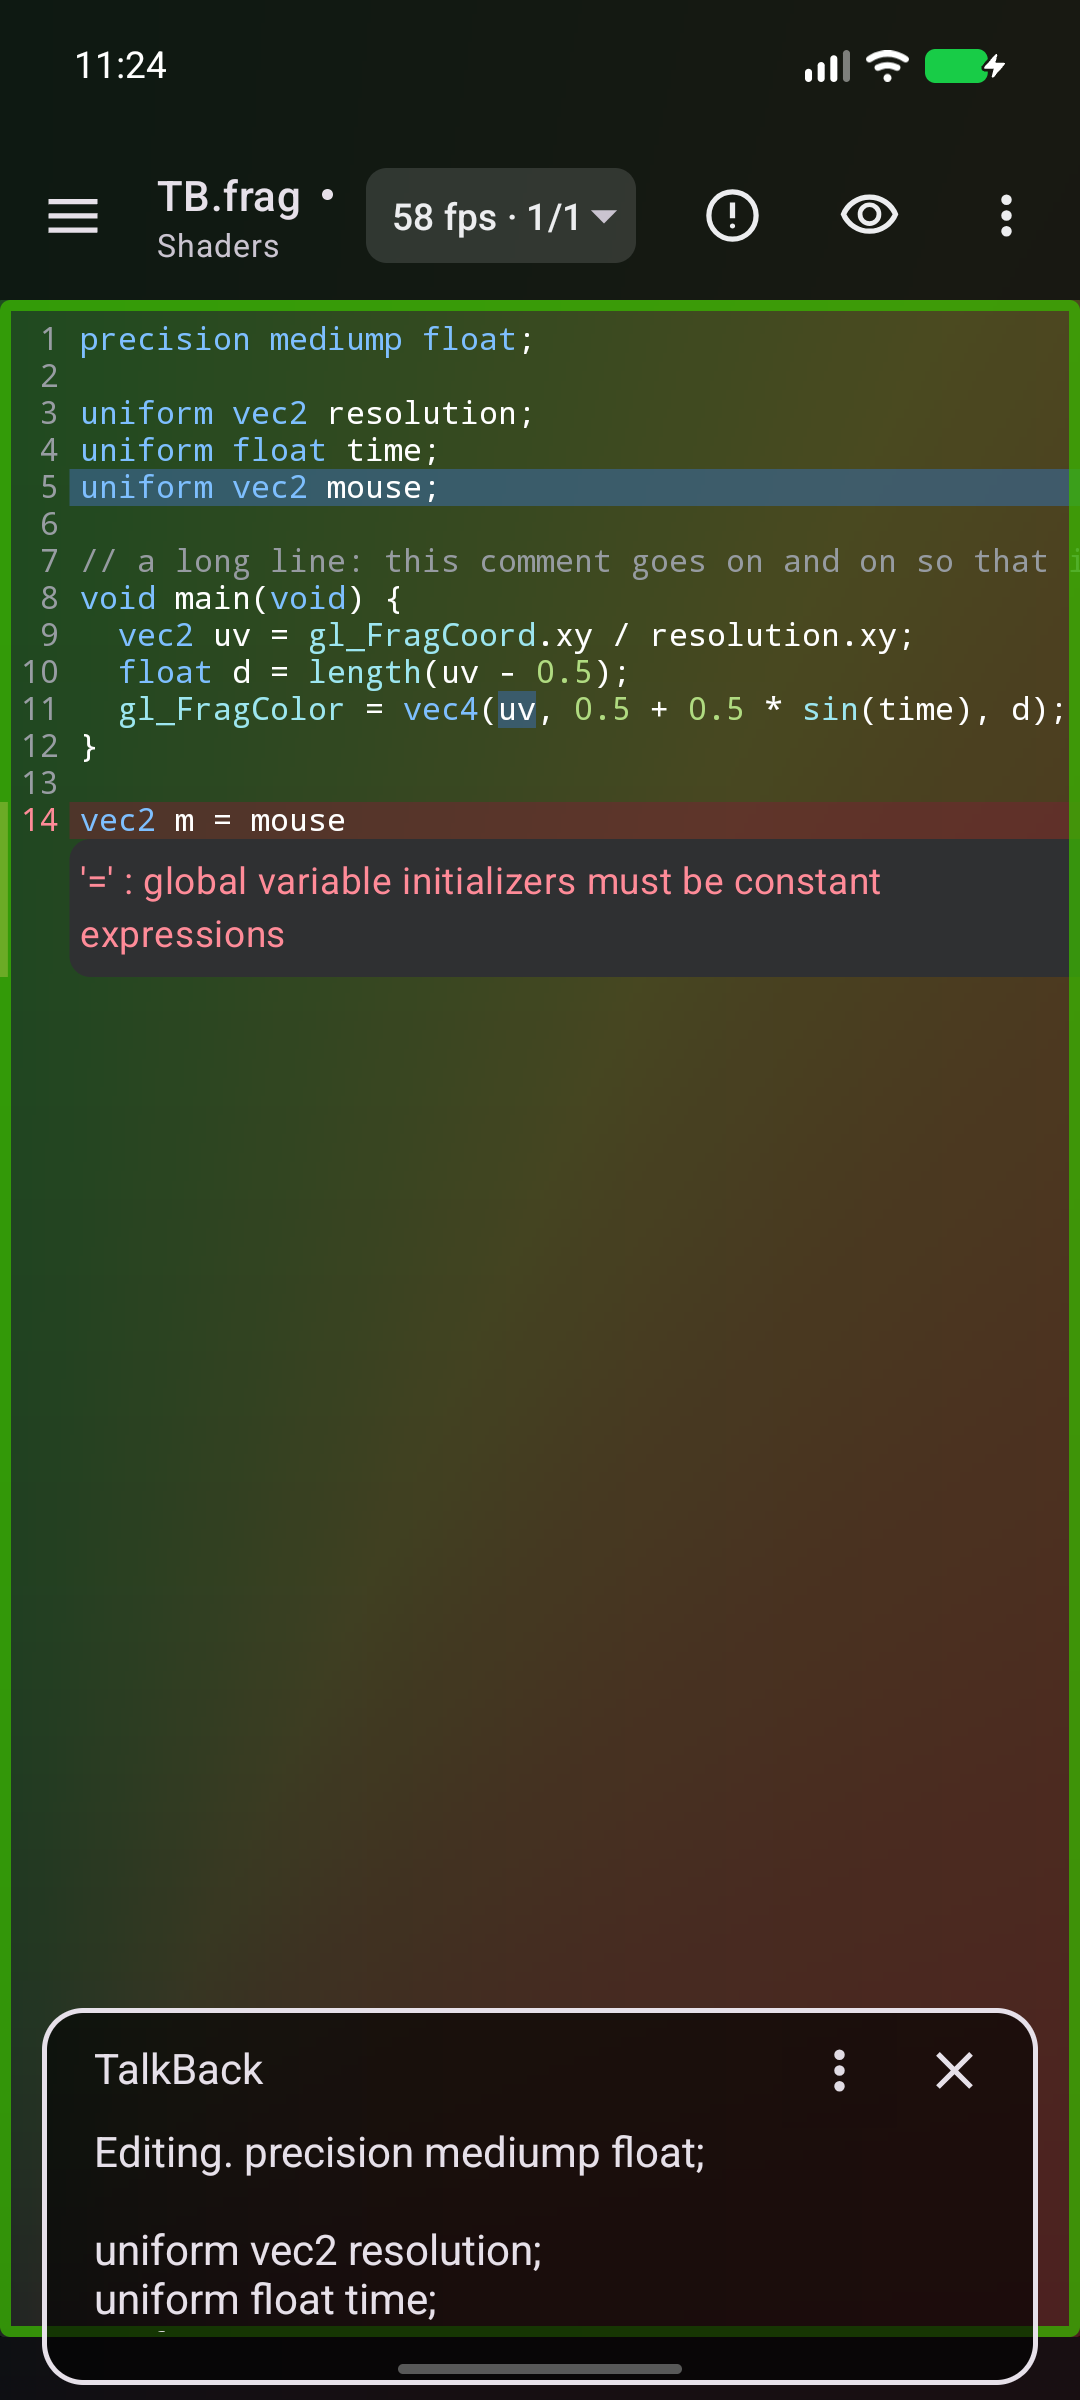 11:24
TB.frag •
Shaders
58 fps · 1/1
1 precision mediump float;
2
3 uniform vec2 resolution;
4 uniform float time;
5 uniform vec2 mouse;
6
7 // a long line: this comment goes on and on so that i
8 void main(void) {
9   vec2 uv = gl_FragCoord.xy / resolution.xy;
10   float d = length(uv - 0.5);
11   gl_FragColor = vec4(uv, 0.5 + 0.5 * sin(time), d);
12 }
13
14 vec2 m = mouse
'=' : global variable initializers must be constant
expressions
TalkBack
Editing. precision mediump float;
uniform vec2 resolution;
uniform float time;